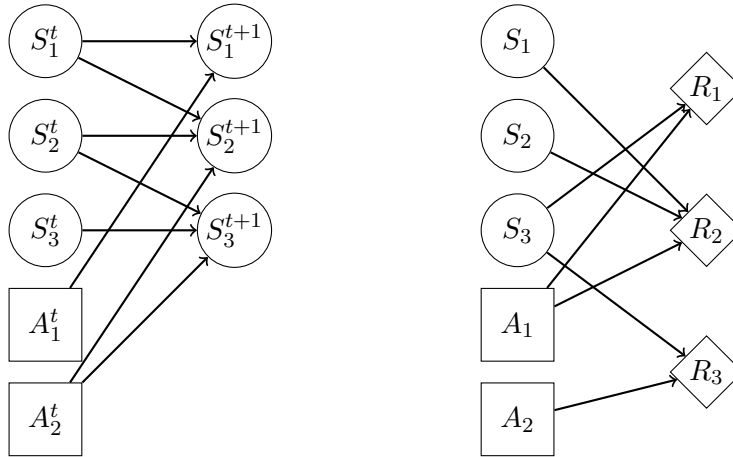 S_1^t S_1^{t+1} S_1
R_1
S_2^t S_2^{t+1} S_2
S_3^t S_3^{t+1} S_3 R_2
A_1^t A_1
R_3
A_2^t A_2